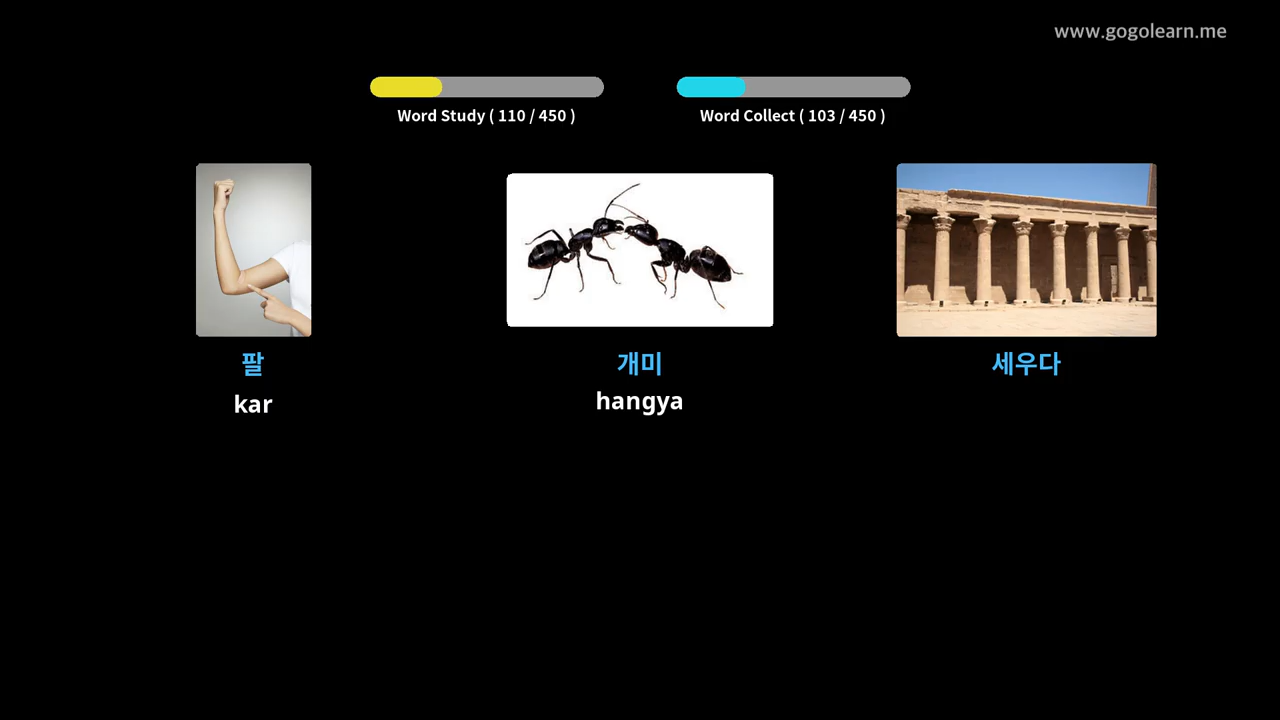 www.gogolearn.me
Word Study ( 110 / 450 )
Word Collect ( 103 / 450 )
팔
개미
세우다
kar
hangya